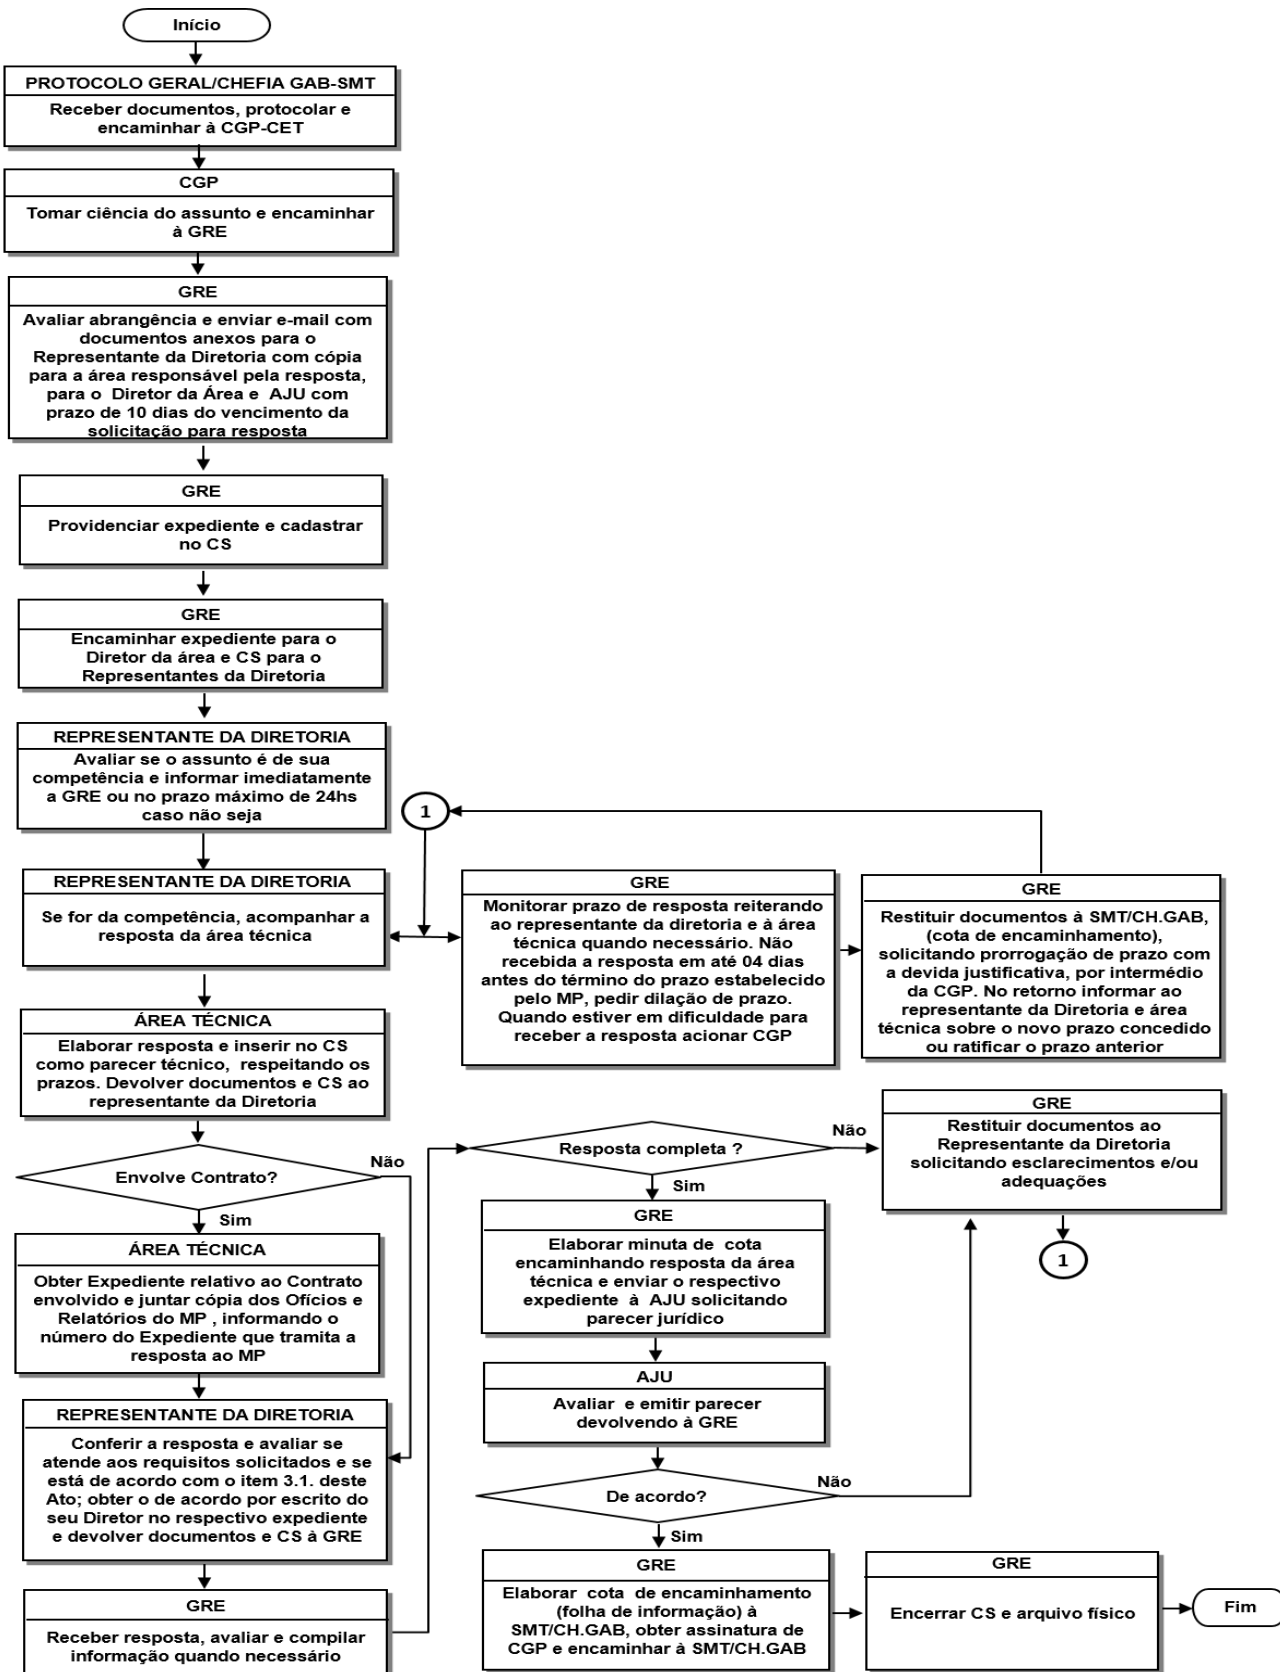 Início
PROTOCOLO GERAL/CHEFIA GAB-SMT
Receber documentos, protocolar e
encaminhar à CGP-CET
CGP
Tomar ciência do assunto e encaminhar
à GRE
GRE
Avaliar abrangência e enviar e-mail com
documentos anexos para o
Representante da Diretoria com cópia
para a área responsável pela resposta,
para o Diretor da Área e AJU com
prazo de 10 dias do vencimento da
solicitação para resposta
GRE
Providenciar expediente e cadastrar
no CS
GRE
Encaminhar expediente para o
Diretor da área e CS para o
Representantes da Diretoria
REPRESENTANTE DA DIRETORIA
Avaliar se o assunto é de sua
competência e informar imediatamente
a GRE ou no prazo máximo de 24hs
caso não seja
1
REPRESENTANTE DA DIRETORIA
Se for da competência, acompanhar a
resposta da área técnica
GRE
Monitorar prazo de resposta reiterando
ao representante da diretoria e à área
técnica quando necessário. Não
recebida a resposta em até 04 dias
antes do término do prazo estabelecido
pelo MP, pedir dilação de prazo.
Quando estiver em dificuldade para
receber a resposta acionar CGP
GRE
Restituir documentos à SMT/CH.GAB,
(cota de encaminhamento),
solicitando prorrogação de prazo com
a devida justificativa, por intermédio
da CGP. No retorno informar ao
representante da Diretoria e área
técnica sobre o novo prazo concedido
ou ratificar o prazo anterior
ÁREA TÉCNICA
Elaborar resposta e inserir no CS
como parecer técnico, respeitando os
prazos. Devolver documentos e CS ao
representante da Diretoria
Envolve Contrato?
Não
Sim
ÁREA TÉCNICA
Obter Expediente relativo ao Contrato
envolvido e juntar cópia dos Ofícios e
Relatórios do MP , informando o
número do Expediente que tramita a
resposta ao MP
REPRESENTANTE DA DIRETORIA
Conferir a resposta e avaliar se
atende aos requisitos solicitados e se
está de acordo com o item 3.1. deste
Ato; obter o de acordo por escrito do
seu Diretor no respectivo expediente
e devolver documentos e CS à GRE
GRE
Receber resposta, avaliar e compilar
informação quando necessário
Resposta completa ?
Não
Sim
GRE
Restituir documentos ao
Representante da Diretoria
solicitando esclarecimentos e/ou
adequações
1
GRE
Elaborar minuta de cota
encaminhando resposta da área
técnica e enviar o respectivo
expediente à AJU solicitando
parecer jurídico
AJU
Avaliar e emitir parecer
devolvendo à GRE
De acordo?
Não
Sim
GRE
Elaborar cota de encaminhamento
(folha de informação) à
SMT/CH.GAB, obter assinatura de
CGP e encaminhar à SMT/CH.GAB
GRE
Encerrar CS e arquivo físico
Fim